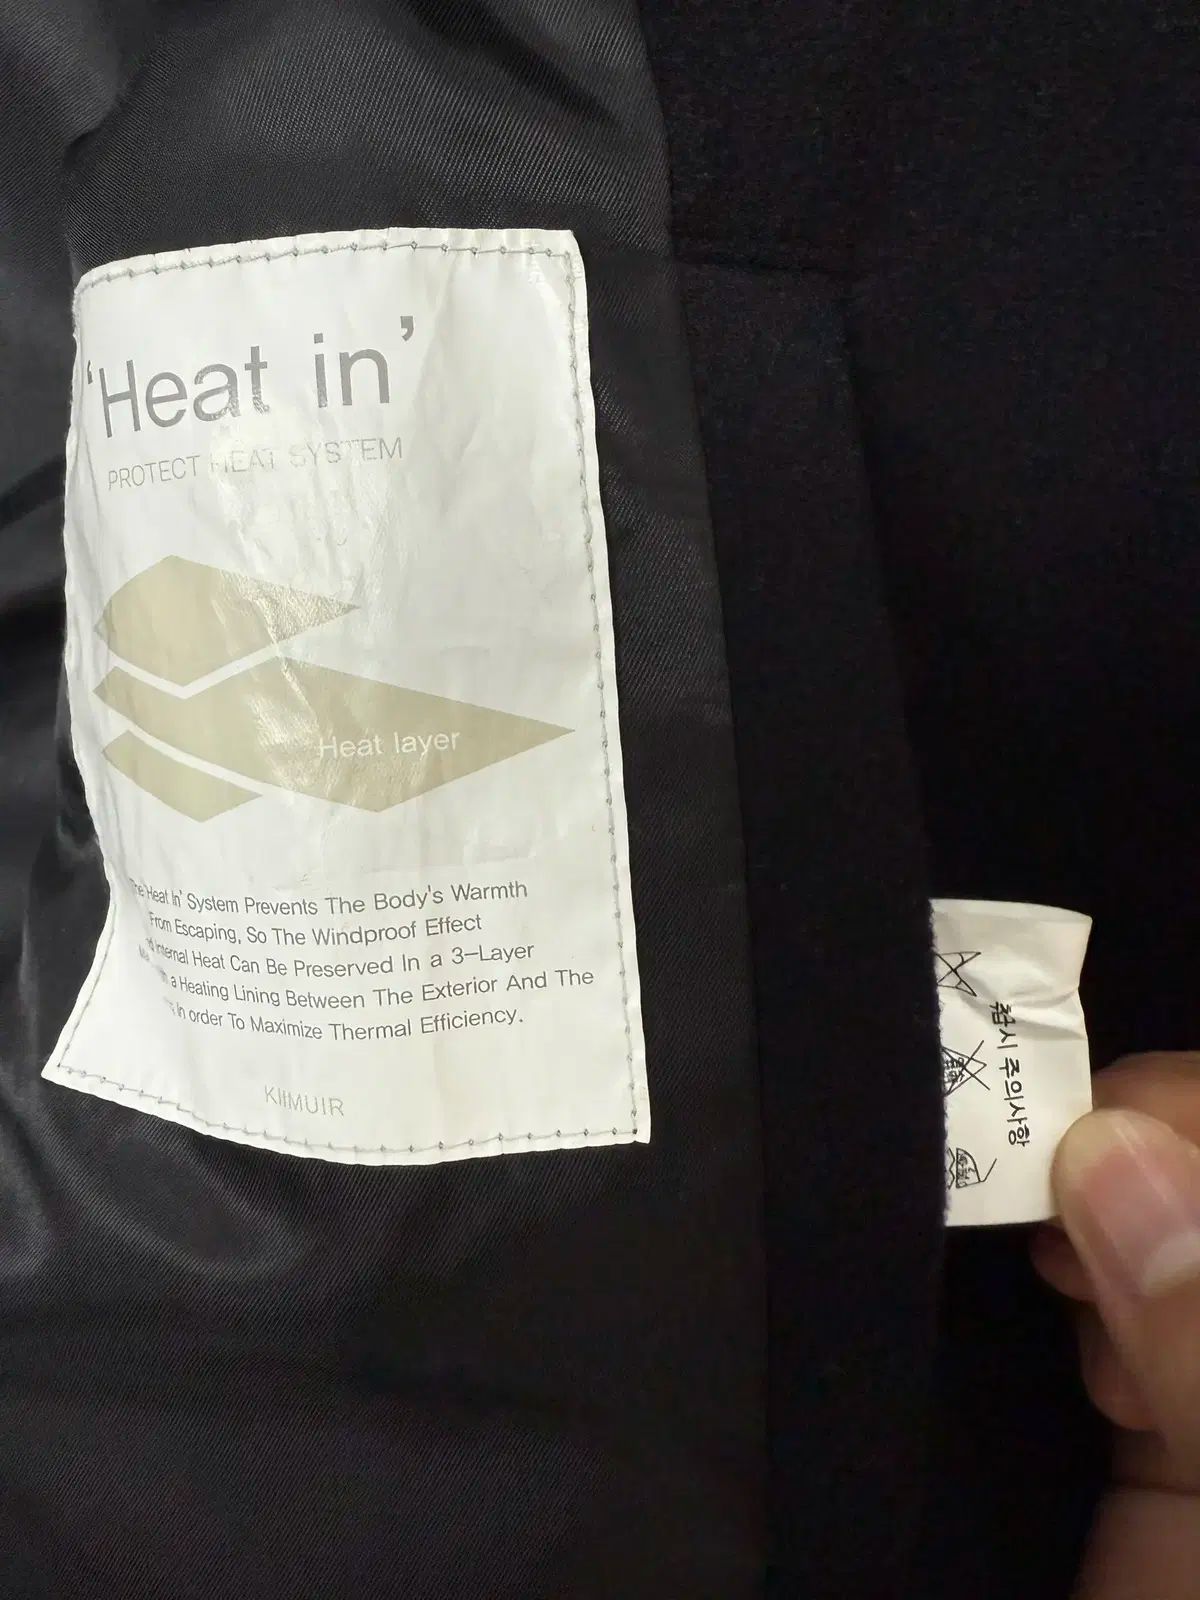 'Heat in'
PROTECT HEAT SYSTEM
Heat layer
Heat In' System Prevents The Body's Warmth
From Escaping, So The Windproof Effect
Internal Heat Can Be Preserved In a 3-Layer
a Heating Lining Between The Exterior And The
In order To Maximize Thermal Efficiency.
KIIMUIR
취급시 주의사항